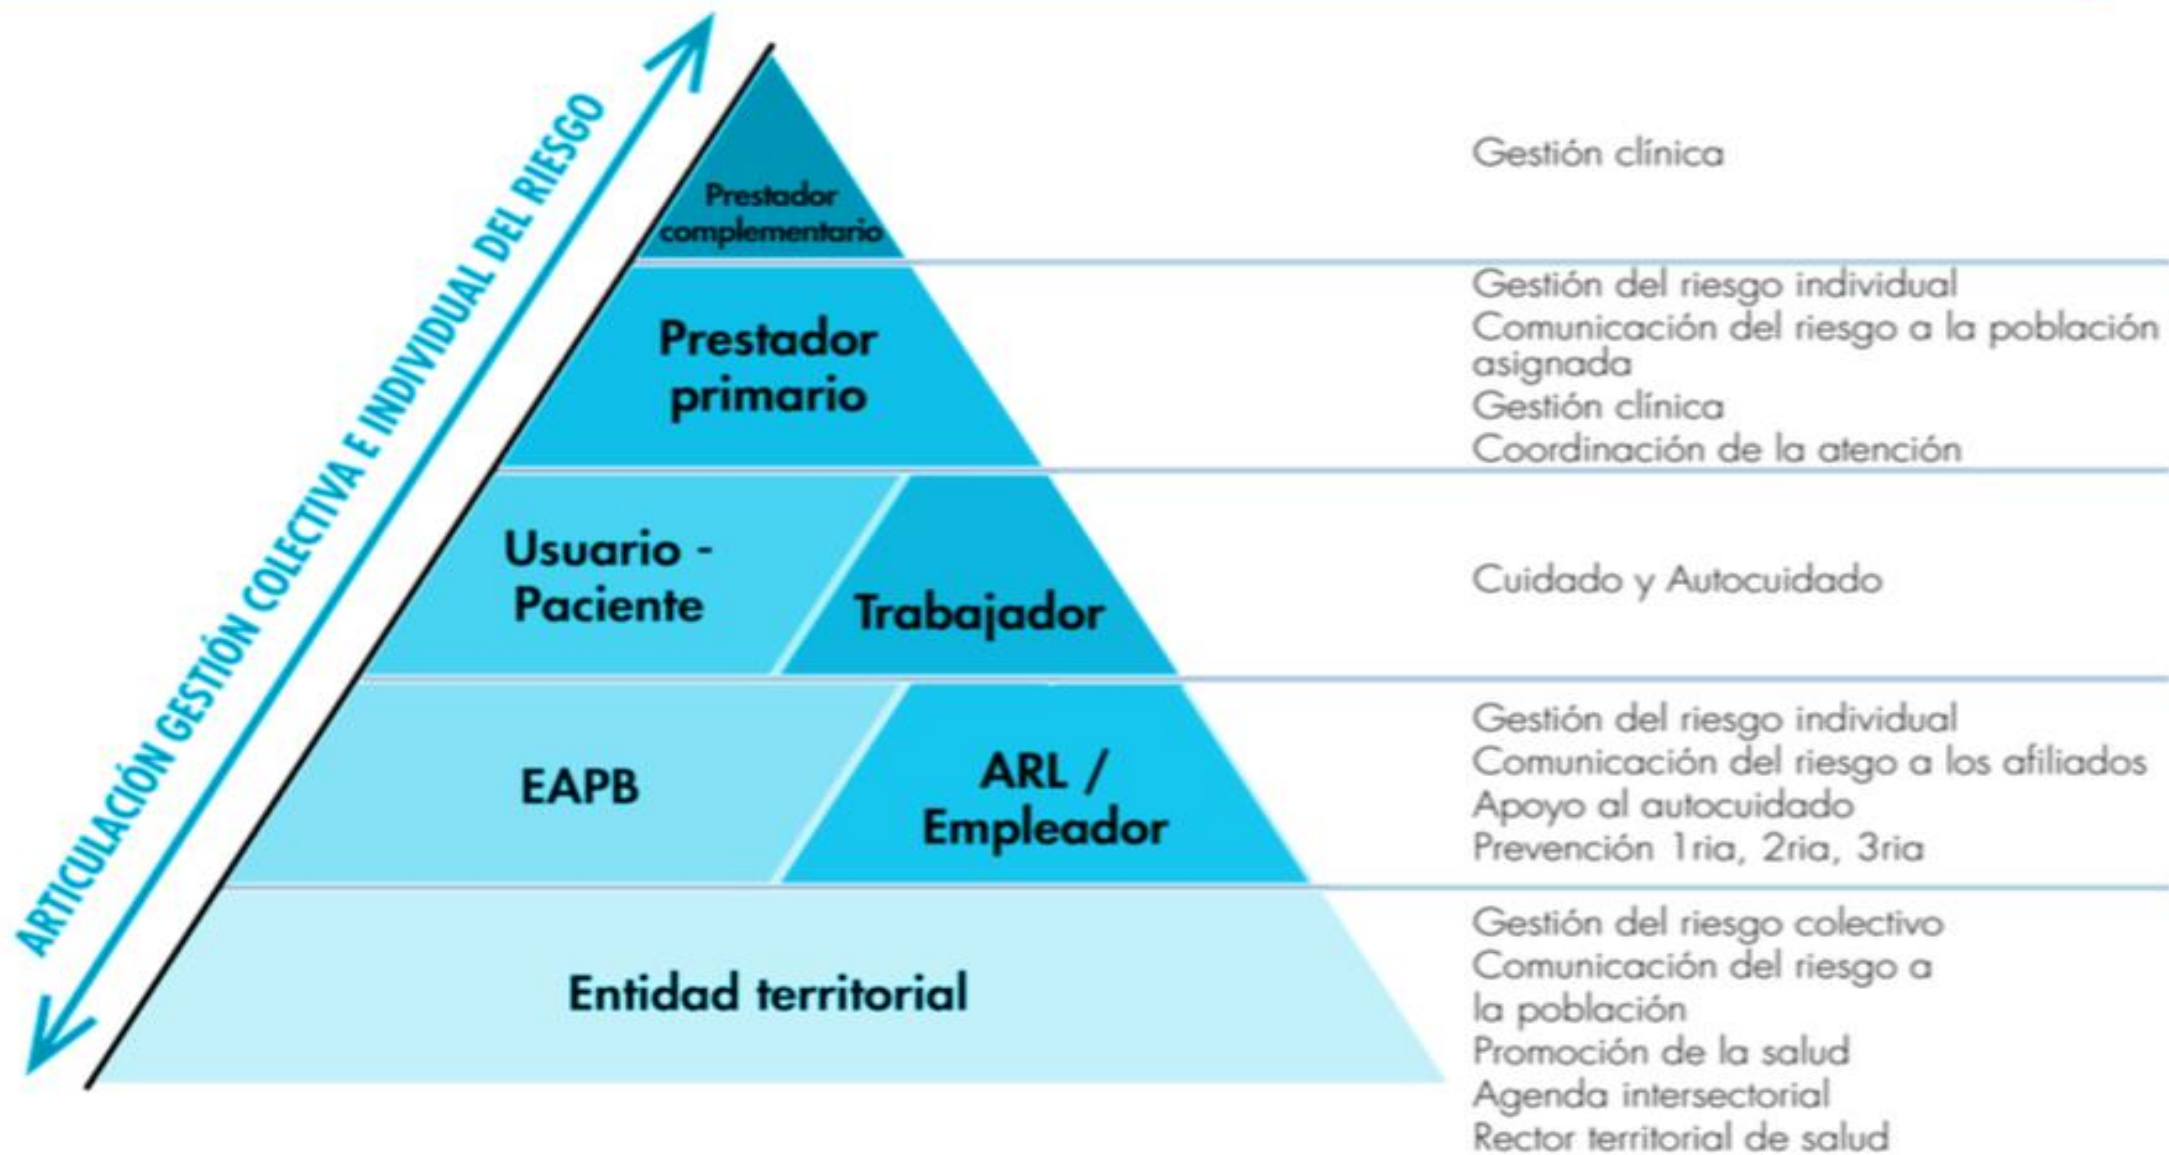 ARTICULACIÓN GESTIÓN COLECTIVA E INDIVIDUAL DEL RIESGO
Prestador
complementario
Gestión clínica
Prestador
primario
Gestión del riesgo individual
Comunicación del riesgo a la población
asignada
Gestión clínica
Coordinación de la atención
Usuario -
Paciente
Trabajador
Cuidado y Autocuidado
EAPB
ARL /
Empleador
Gestión del riesgo individual
Comunicación del riesgo a los afiliados
Apoyo al autocuidado
Prevención 1ria, 2ria, 3ria
Entidad territorial
Gestión del riesgo colectivo
Comunicación del riesgo a
la población
Promoción de la salud
Agenda intersectorial
Rector territorial de salud